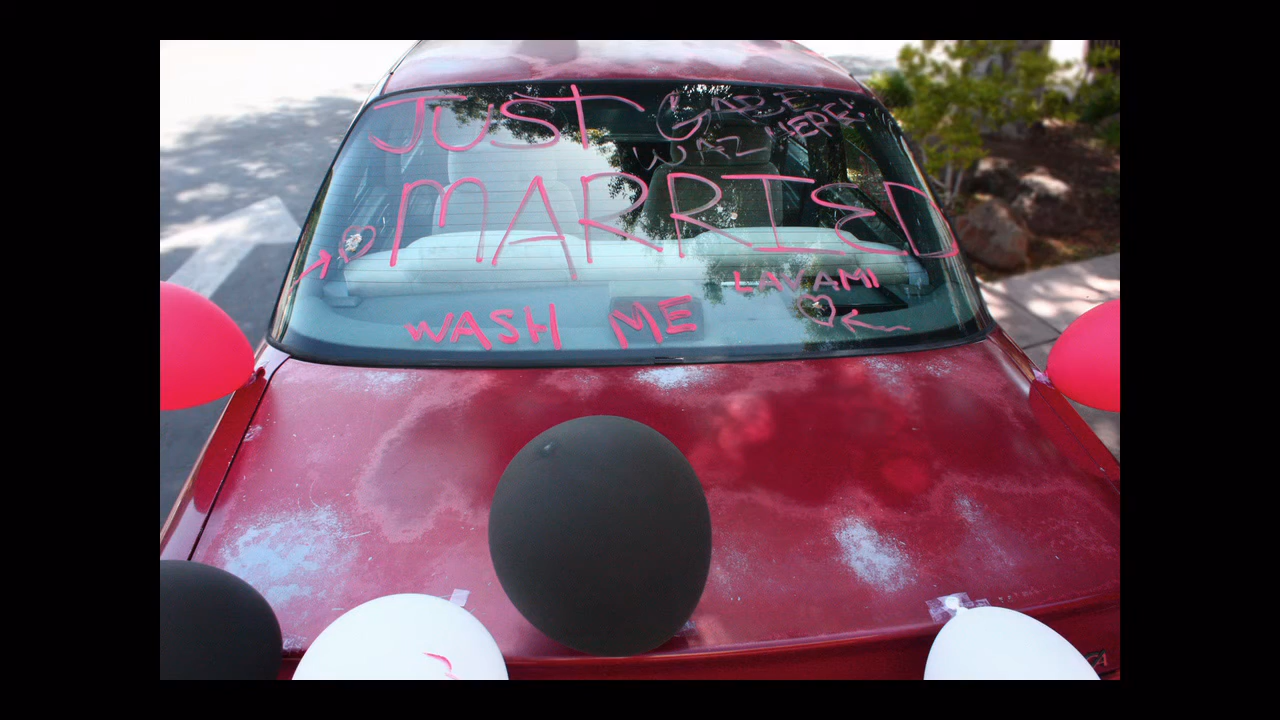 JUST
GABE
WAZ HERE!
MARRIED
LAVAMI
WASH ME